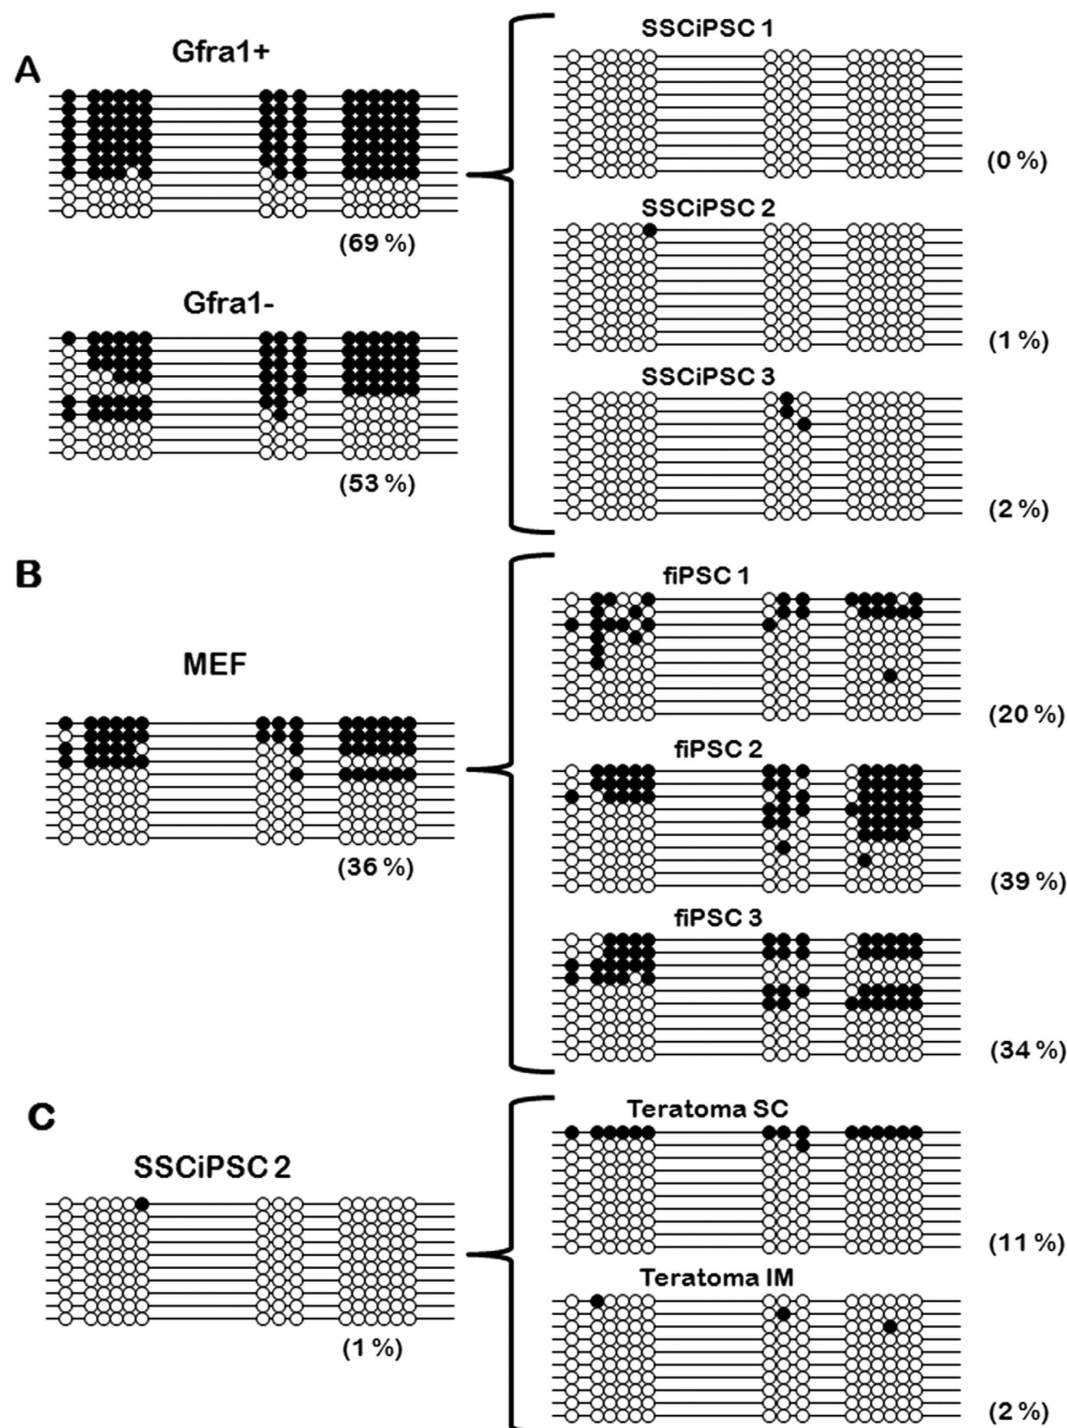 A
Gfra1+
(69 %)
Gfra1-
(53 %)
SSCiPSC 1
(0 %)
SSCiPSC 2
(1 %)
SSCiPSC 3
(2 %)
B
MEF
(36 %)
fiPSC 1
(20 %)
fiPSC 2
(39 %)
fiPSC 3
(34 %)
C
SSCiPSC 2
(1 %)
Teratoma SC
(11 %)
Teratoma IM
(2 %)